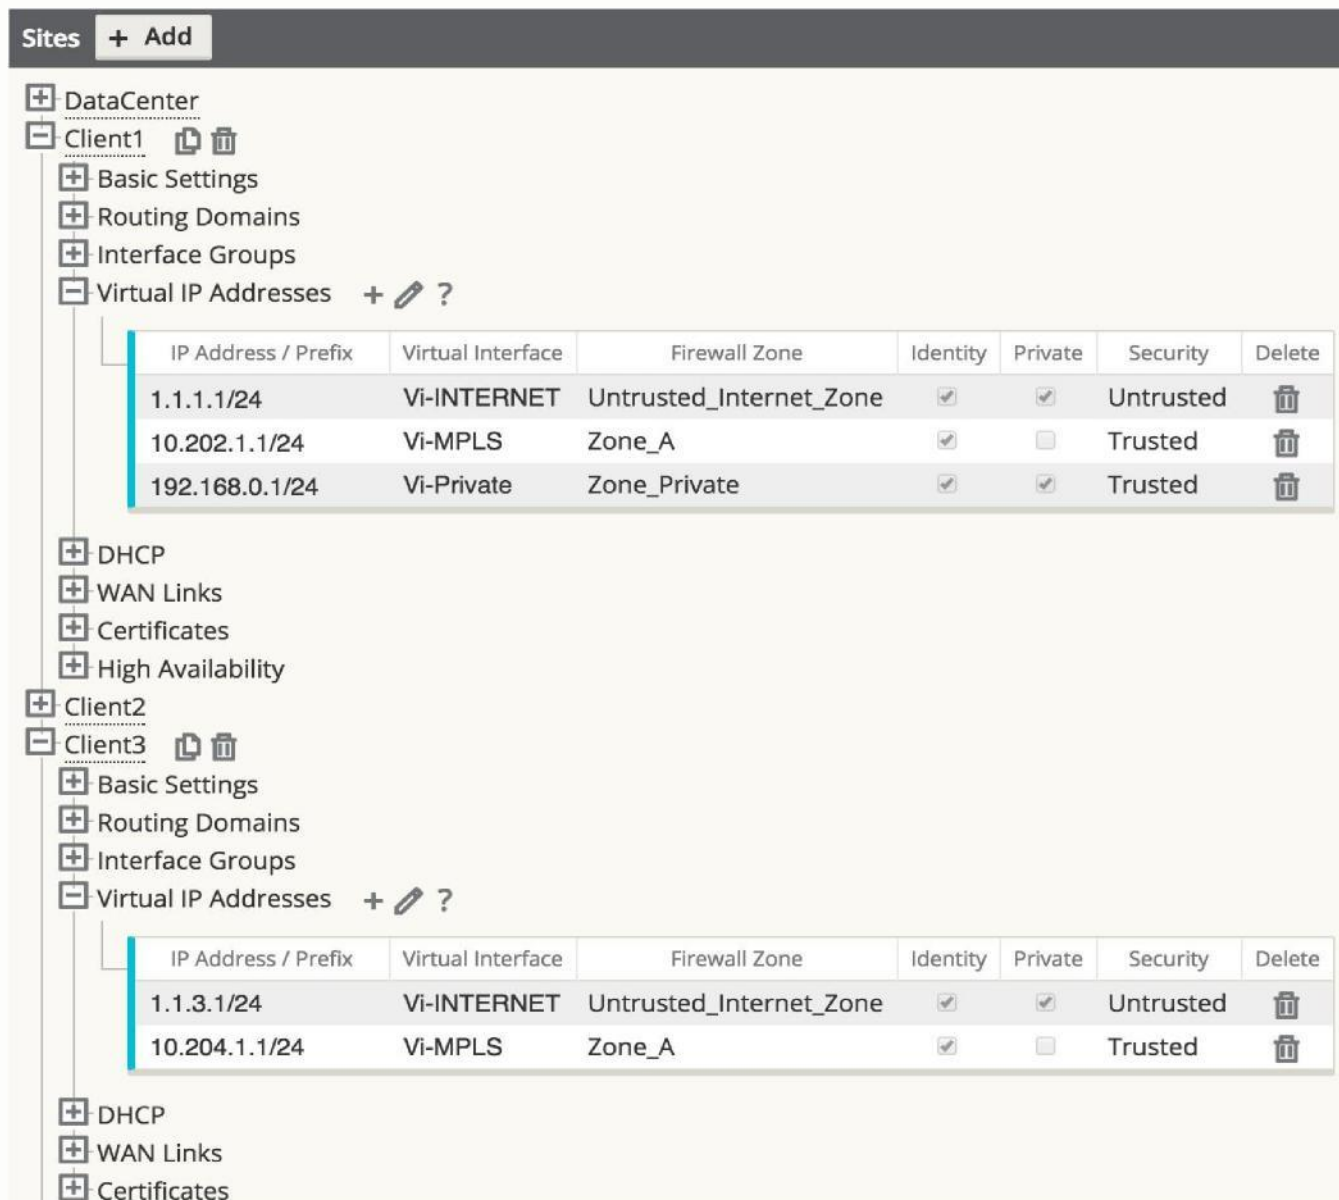 Sites + Add
DataCenter
Client1
Basic Settings
Routing Domains
Interface Groups
Virtual IP Addresses + ?
IP Address / Prefix Virtual Interface Firewall Zone Identity Private Security Delete
1.1.1.1/24 Vi-INTERNET Untrusted_Internet_Zone Untrusted
10.202.1.1/24 Vi-MPLS Zone_A Trusted
192.168.0.1/24 Vi-Private Zone_Private Trusted
DHCP
WAN Links
Certificates
High Availability
Client2
Client3
Basic Settings
Routing Domains
Interface Groups
Virtual IP Addresses + ?
IP Address / Prefix Virtual Interface Firewall Zone Identity Private Security Delete
1.1.3.1/24 Vi-INTERNET Untrusted_Internet_Zone Untrusted
10.204.1.1/24 Vi-MPLS Zone_A Trusted
DHCP
WAN Links
Certificates